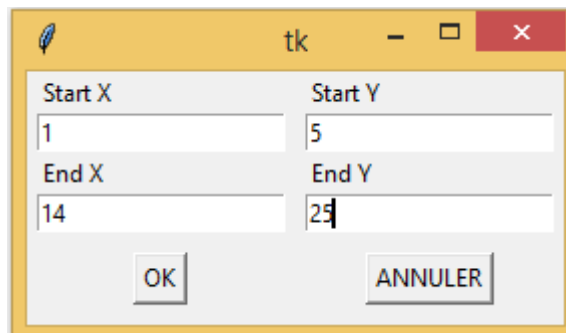 tk
Start X Start Y
1 5
End X End Y
14 25
OK ANNULER